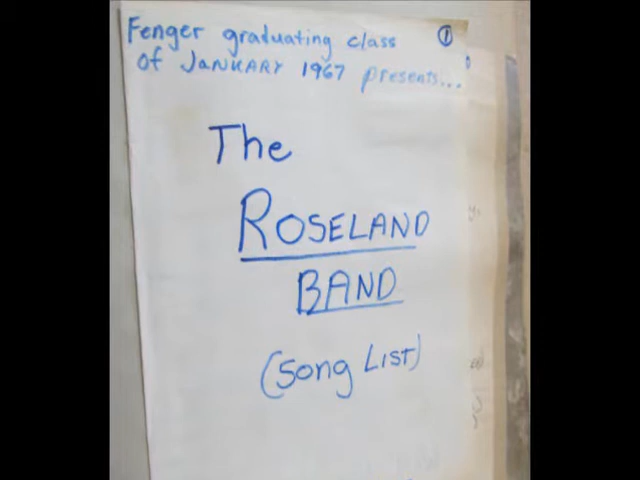 Fenger graduating class ①
of JANUARY 1967 presents...
The
ROSELAND
BAND
(Song List)